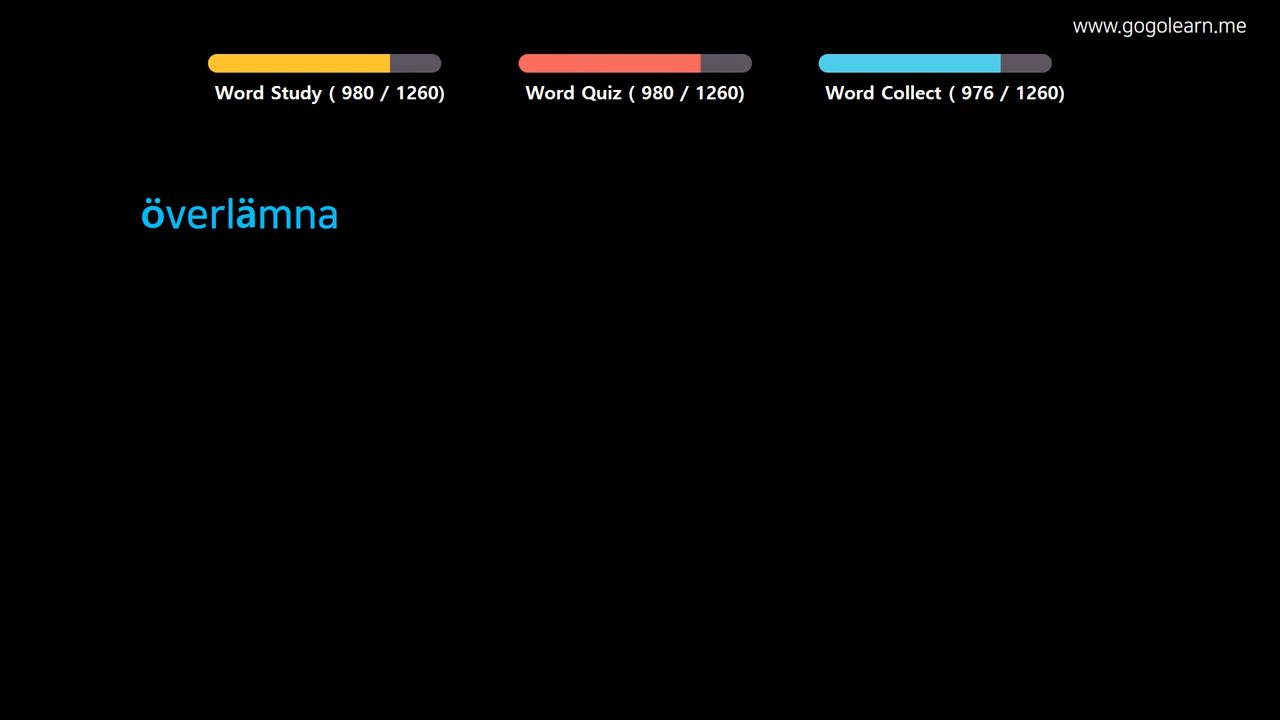 www.gogolearn.me
Word Study ( 980 / 1260)
Word Quiz ( 980 / 1260)
Word Collect ( 976 / 1260)
överlämna